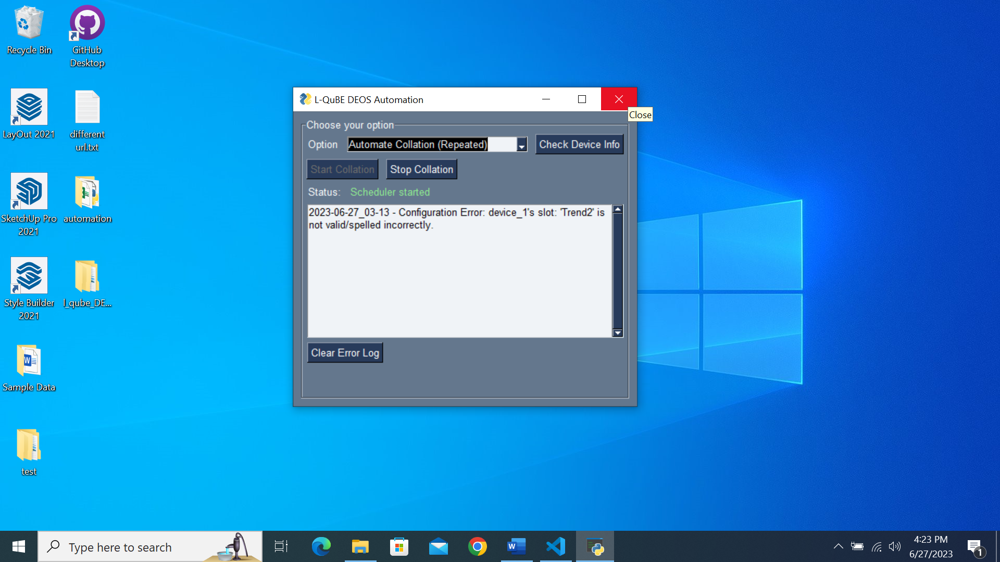 Recycle Bin
GitHub
Desktop
LayOut 2021
different
url.txt
SketchUp Pro
2021
automation
Style Builder
2021
l_qube_DE...
Sample Data
test
L-QuBE DEOS Automation
Close
Choose your option
Option Automate Collation (Repeated) Check Device Info
Start Collation Stop Collation
Status: Scheduler started
2023-06-27_03-13 - Configuration Error: device_1's slot: 'Trend2' is
not valid/spelled incorrectly.
Clear Error Log
Type here to search
4:23 PM
6/27/2023
1